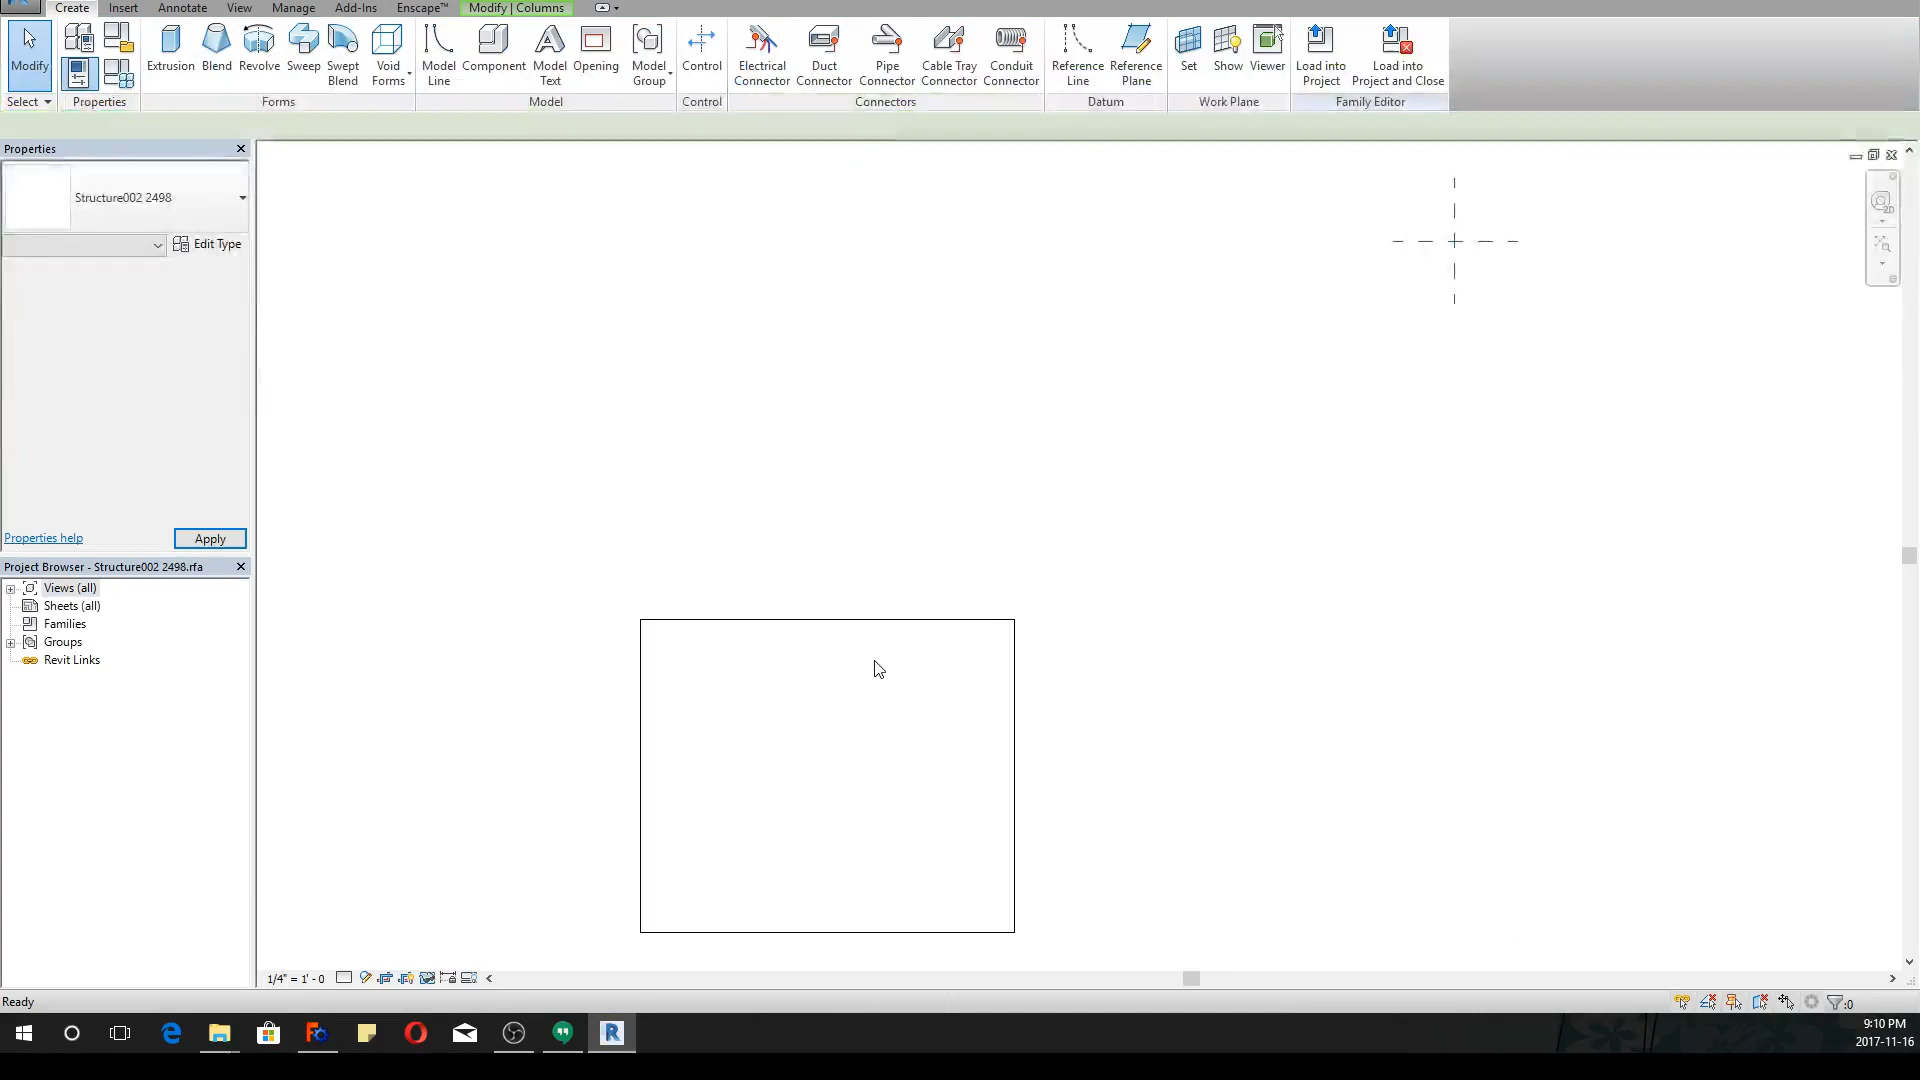 Create Insert Annotate View Manage Add-Ins Enscape™ Modify | Columns
Modify
Select
Properties
Extrusion Blend Revolve Sweep Swept Blend Void Forms
Forms
Model Line Component Model Text Opening Model Group
Model
Control
Control
Electrical Connector Duct Connector Pipe Connector Cable Tray Connector Conduit Connector
Connectors
Reference Line Reference Plane
Datum
Set Show Viewer
Work Plane
Load into Project Load into Project and Close
Family Editor
Properties
Structure002 2498
Edit Type
Properties help
Apply
Project Browser - Structure002 2498.rfa
Views (all)
Sheets (all)
Families
Groups
Revit Links
1/4" = 1' - 0
Ready
:0
9:10 PM
2017-11-16